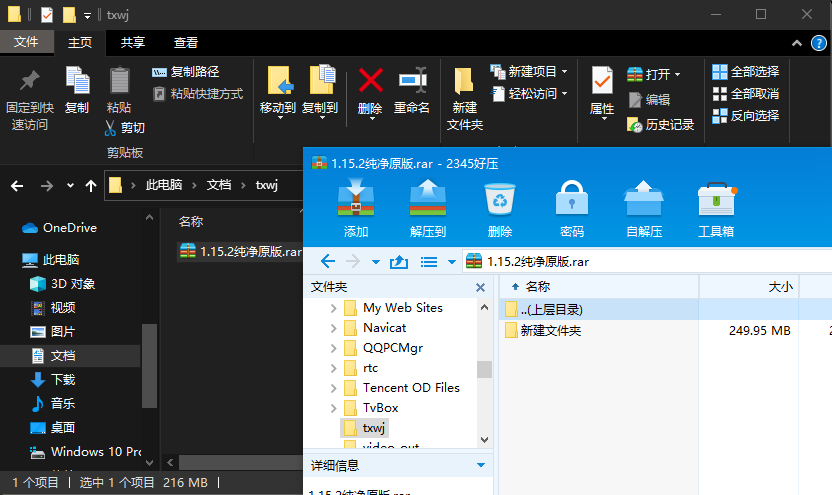 txwj
文件 主页 共享 查看
固定到快速访问
复制
粘贴
复制路径
粘贴快捷方式
剪切
剪贴板
移动到
复制到
删除
重命名
新建文件夹
新建项目
轻松访问
属性
打开
编辑
历史记录
全部选择
全部取消
反向选择
此电脑 文档 txwj
OneDrive
此电脑
3D 对象
视频
图片
文档
下载
音乐
桌面
Windows 10 Pro
名称
1.15.2纯净原版.rar
1 个项目 选中 1 个项目 216 MB
1.15.2纯净原版.rar - 2345好压
添加 解压到 删除 密码 自解压 工具箱
1.15.2纯净原版.rar
文件夹
My Web Sites
Navicat
QQPCMgr
rtc
Tencent OD Files
TvBox
txwj
video_out
详细信息
1.15.2纯净原版.rar
名称 大小
..(上层目录)
新建文件夹 249.95 MB